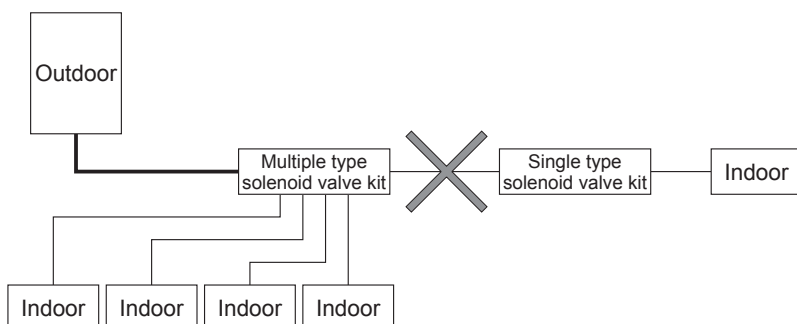 Outdoor
Multiple type
solenoid valve kit
Single type
solenoid valve kit
Indoor
Indoor
Indoor
Indoor
Indoor